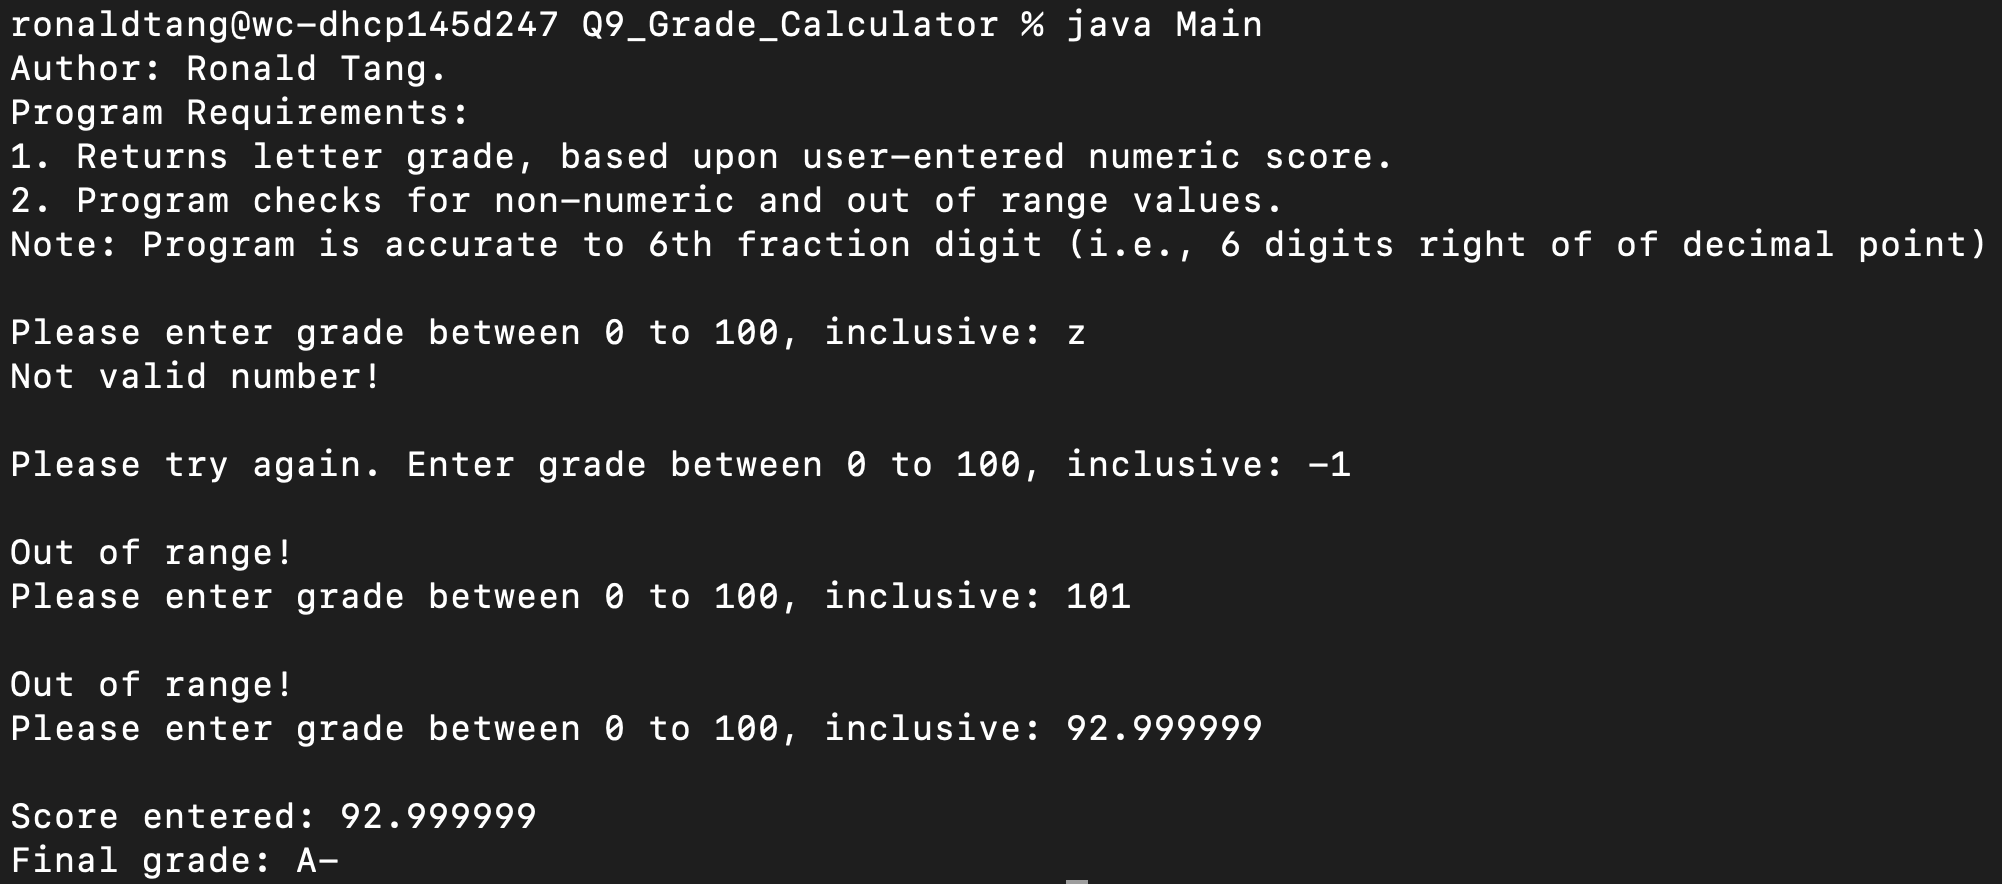 ronaldtang@wc-dhcp145d247 Q9_Grade_Calculator % java Main
Author: Ronald Tang.
Program Requirements:
1. Returns letter grade, based upon user-entered numeric score.
2. Program checks for non-numeric and out of range values.
Note: Program is accurate to 6th fraction digit (i.e., 6 digits right of of decimal point)
Please enter grade between 0 to 100, inclusive: z
Not valid number!
Please try again. Enter grade between 0 to 100, inclusive: -1
Out of range!
Please enter grade between 0 to 100, inclusive: 101
Out of range!
Please enter grade between 0 to 100, inclusive: 92.999999
Score entered: 92.999999
Final grade: A-